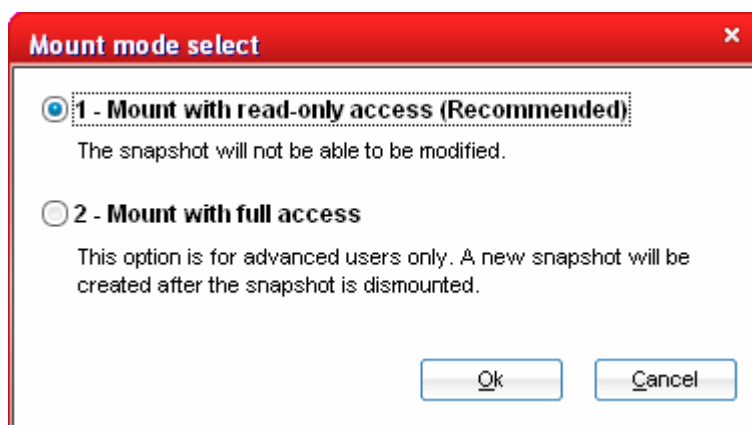 Mount mode select
1 - Mount with read-only access (Recommended)
The snapshot will not be able to be modified.
2 - Mount with full access
This option is for advanced users only. A new snapshot will be
created after the snapshot is dismounted.
Ok
Cancel